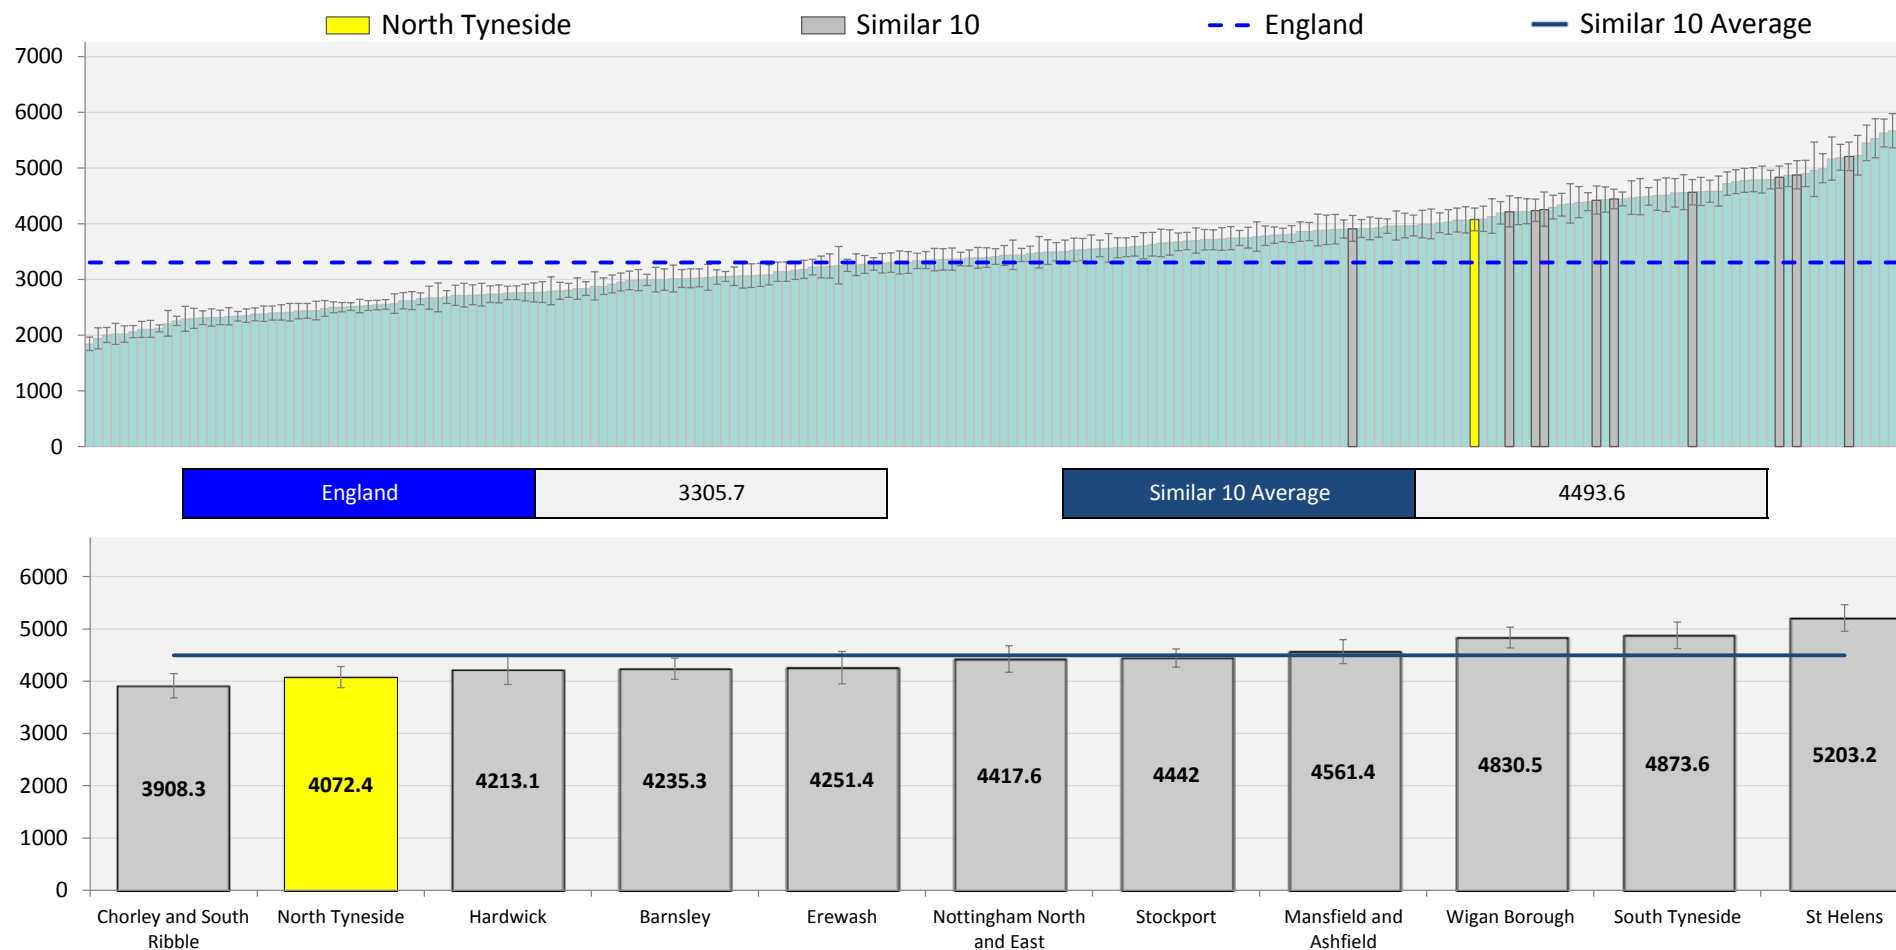 North Tyneside
Similar 10
England
Similar 10 Average
7000
6000
5000
4000
3000
2000
1000
0
England 3305.7
Similar 10 Average 4493.6
6000
5000
4000
3000
2000
1000
0
3908.3
4072.4
4213.1
4235.3
4251.4
4417.6
4442
4561.4
4830.5
4873.6
5203.2
Chorley and South
Ribble
North Tyneside
Hardwick
Barnsley
Erewash
Nottingham North
and East
Stockport
Mansfield and
Ashfield
Wigan Borough
South Tyneside
St Helens